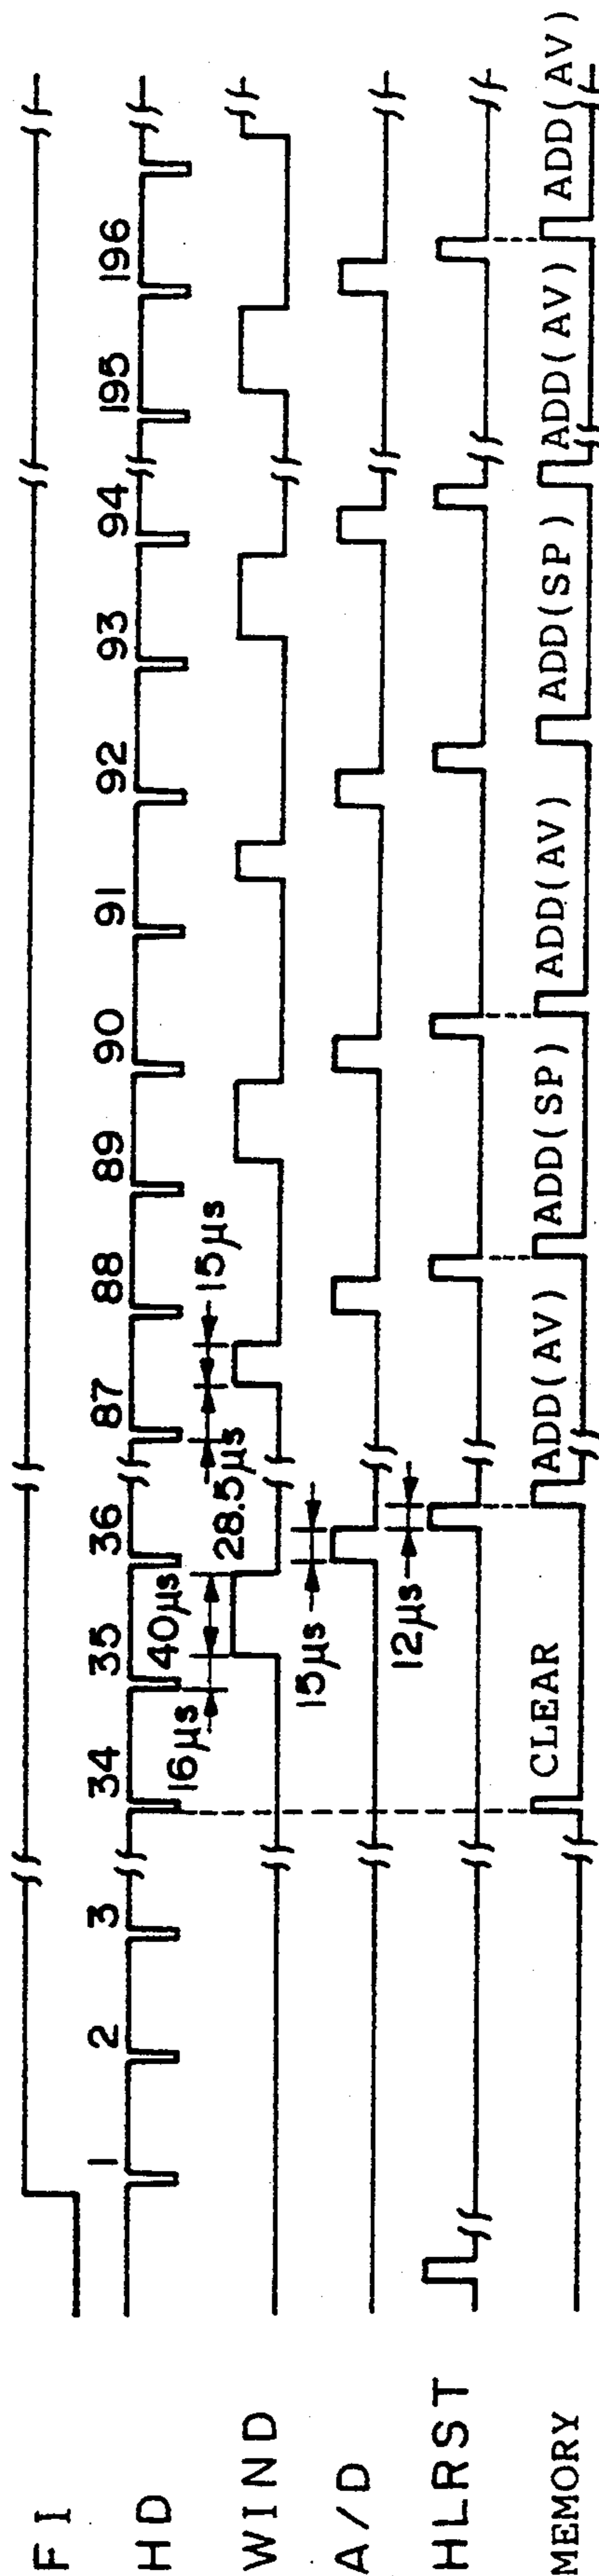 FI
HD
1 2 3 34 35 36 87 88 89 90 91 92 93 94 195 196
WIND
16μs 40μs 28.5μs 15μs
A/D
15μs
HLRST
12μs
MEMORY
CLEAR ADD(AV) ADD(SP) ADD(AV) ADD(SP) ADD(AV) ADD(AV)